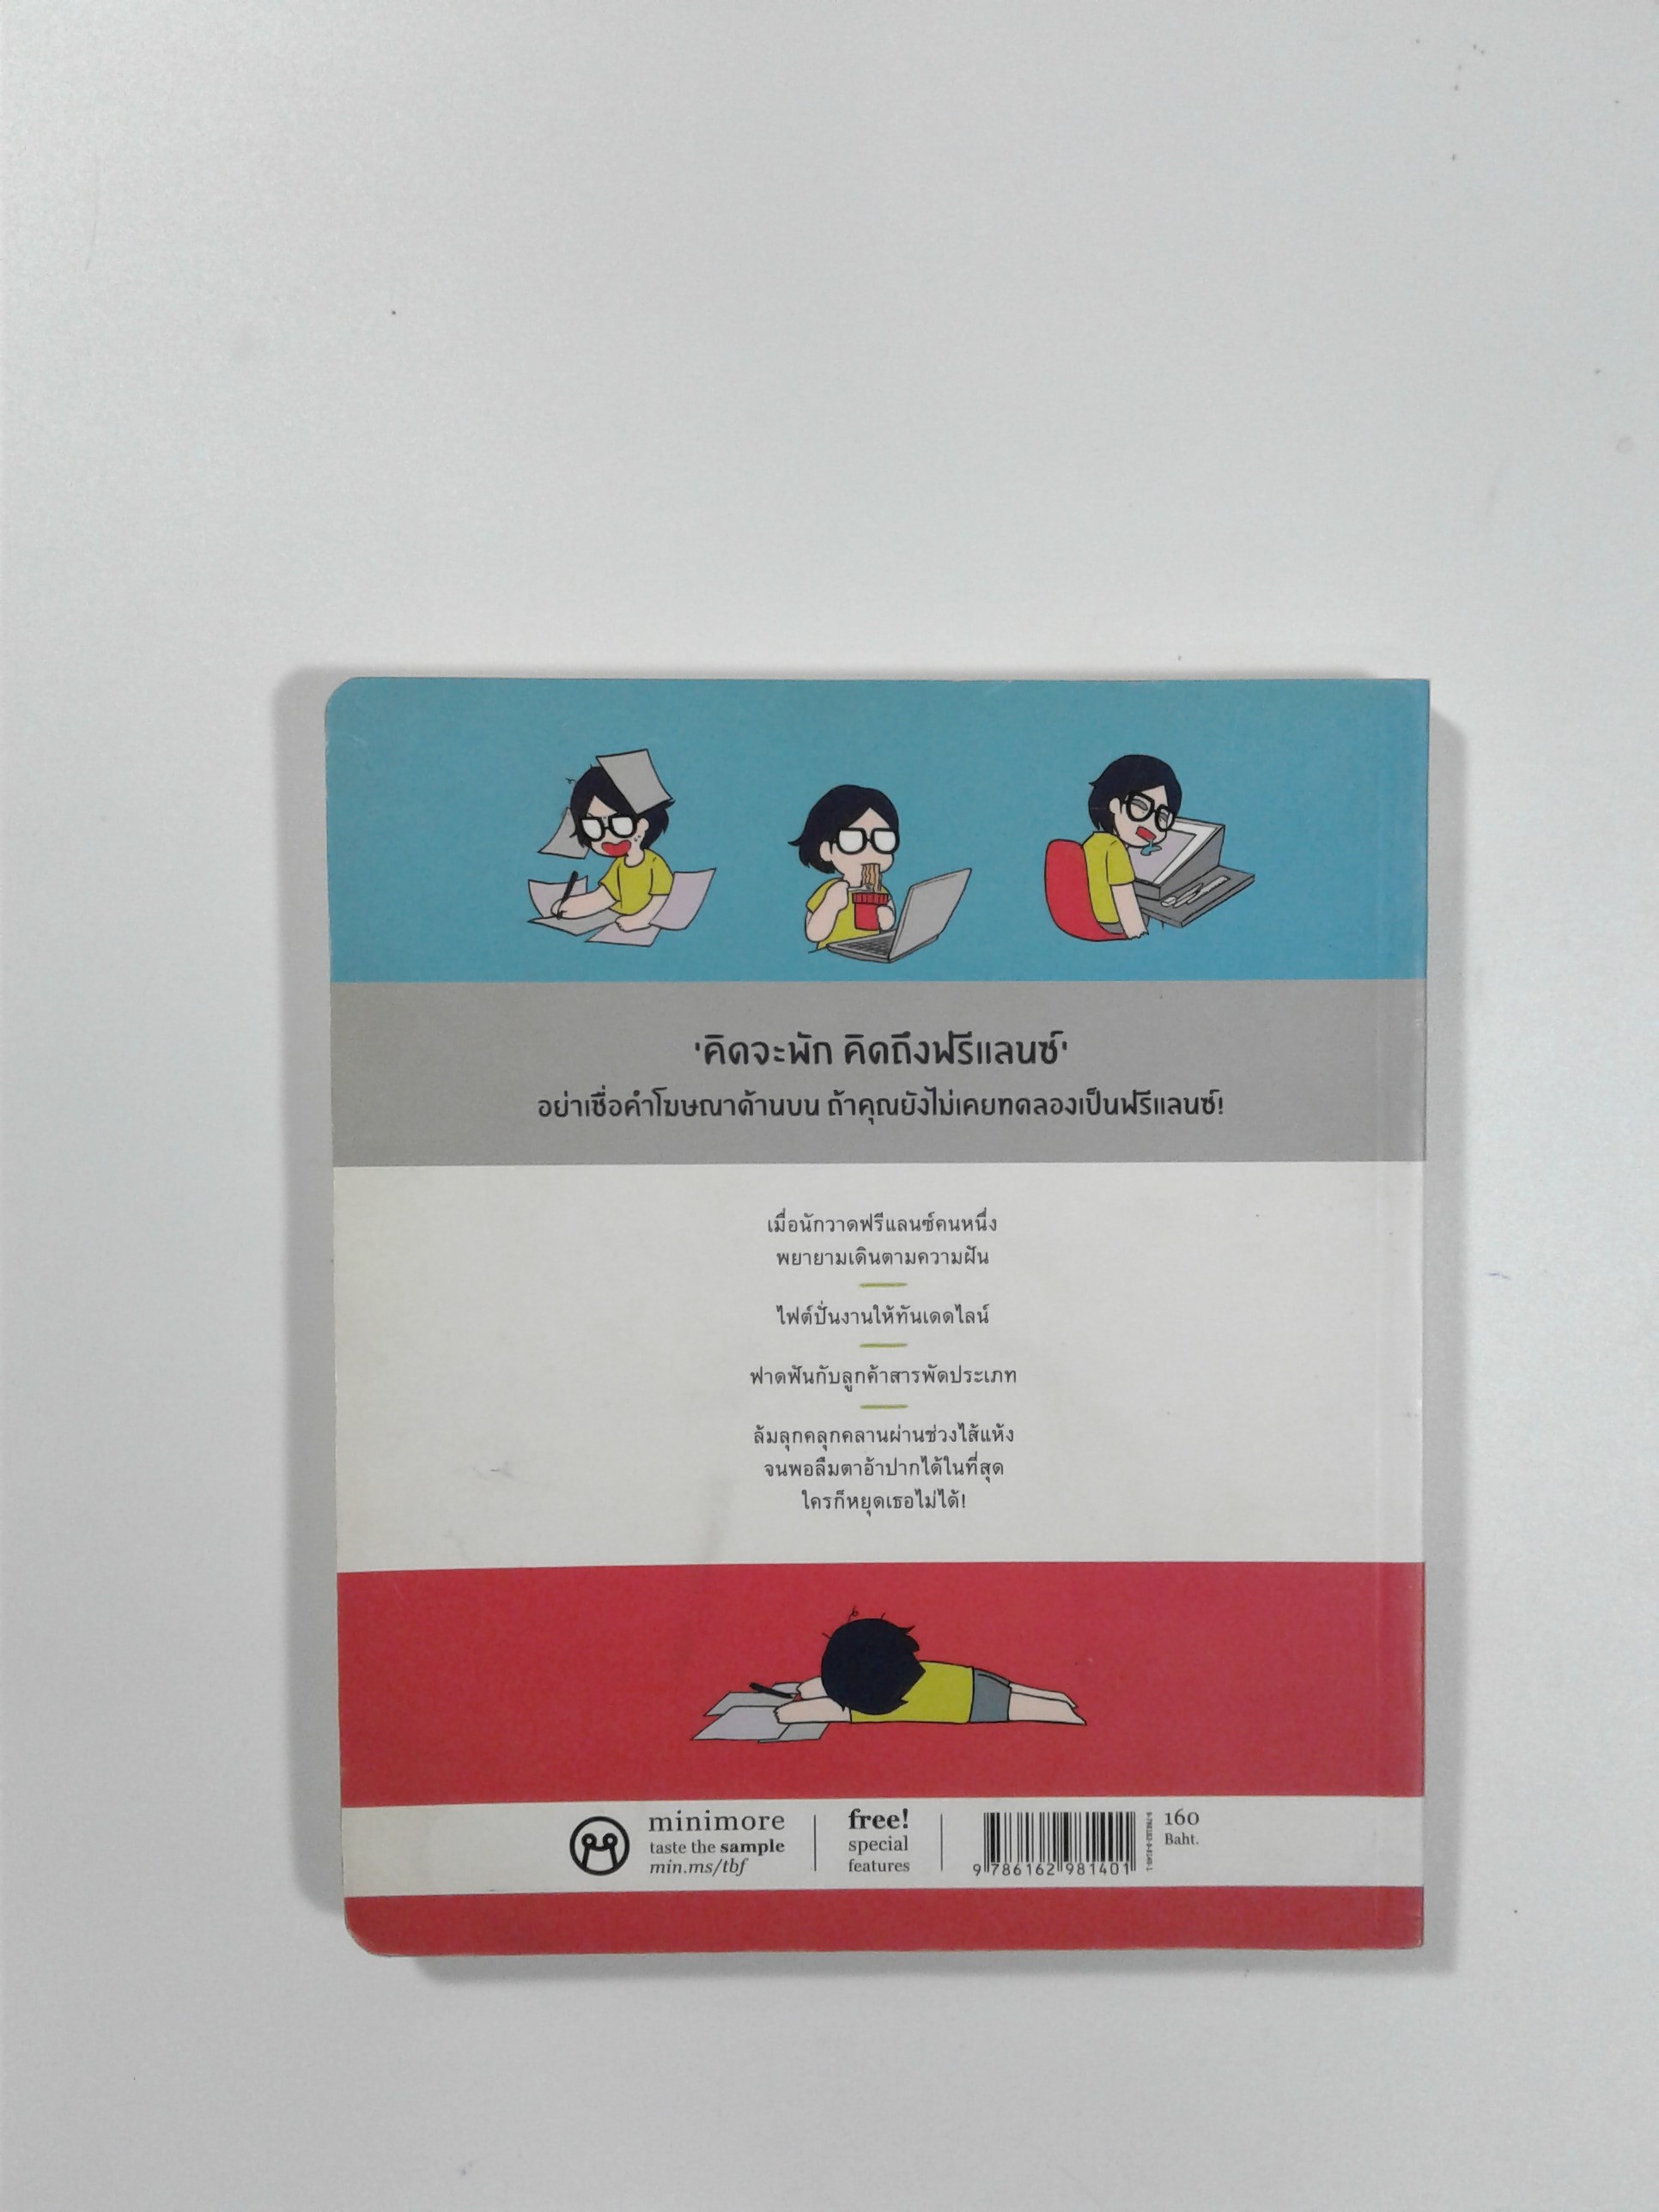 'คิดจะพัก คิดถึงฟรีแลนซ์'
อย่าเชื่อคำโฆษณาด้านบน ถ้าคุณยังไม่เคยทดลองเป็นฟรีแลนซ์!
เมื่อนักวาดฟรีแลนซ์คนหนึ่ง
พยายามเดินตามความฝัน
ไฟต์ปั่นงานให้ทันเดดไลน์
ฟาดฟันกับลูกค้าสารพัดประเภท
ล้มลุกคลุกคลานผ่านช่วงไส้แห้ง
จนพอลืมตาอ้าปากได้ในที่สุด
ใครก็หยุดเธอไม่ได้!
minimore
taste the sample
min.ms/tbf
free!
special
features
9 786162 981401
160
Baht.